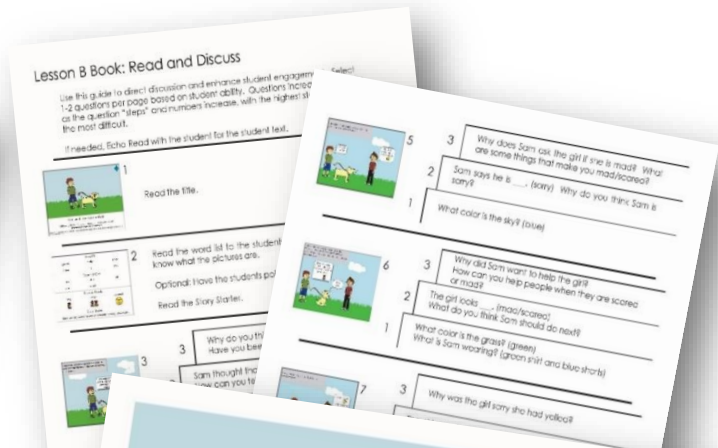 Lesson B Book: Read and Discuss
Use this guide to direct discussion and enhance student engagement. Select
1-2 questions per page based on student ability. Questions
as the question "steps" and numbers increase, with the highest
the most difficult.
If needed, Echo Read with the student for the student text.
1
Read the title.
2
Read the word list to the student
know what the pictures are.
Optional: Have the students
Read the Story Starter.
3
3
Why do you
Have you
Sam thought
how can you
5
3
Why does Sam ask the girl if she is mad? What
are some things that make you mad/scared?
2
Sam says he is ___. (sorry) Why do you think Sam is
sorry?
1
What color is the sky? (blue)
6
3
Why did Sam want to help the girl?
How can you help people when they are scared
or mad?
2
The girl looks ___. (mad/scared)
What do you think Sam should do next?
1
What color is the grass? (green)
What is Sam wearing? (green shirt and blue shorts)
7
3
Why was the girl sorry she had yelled?